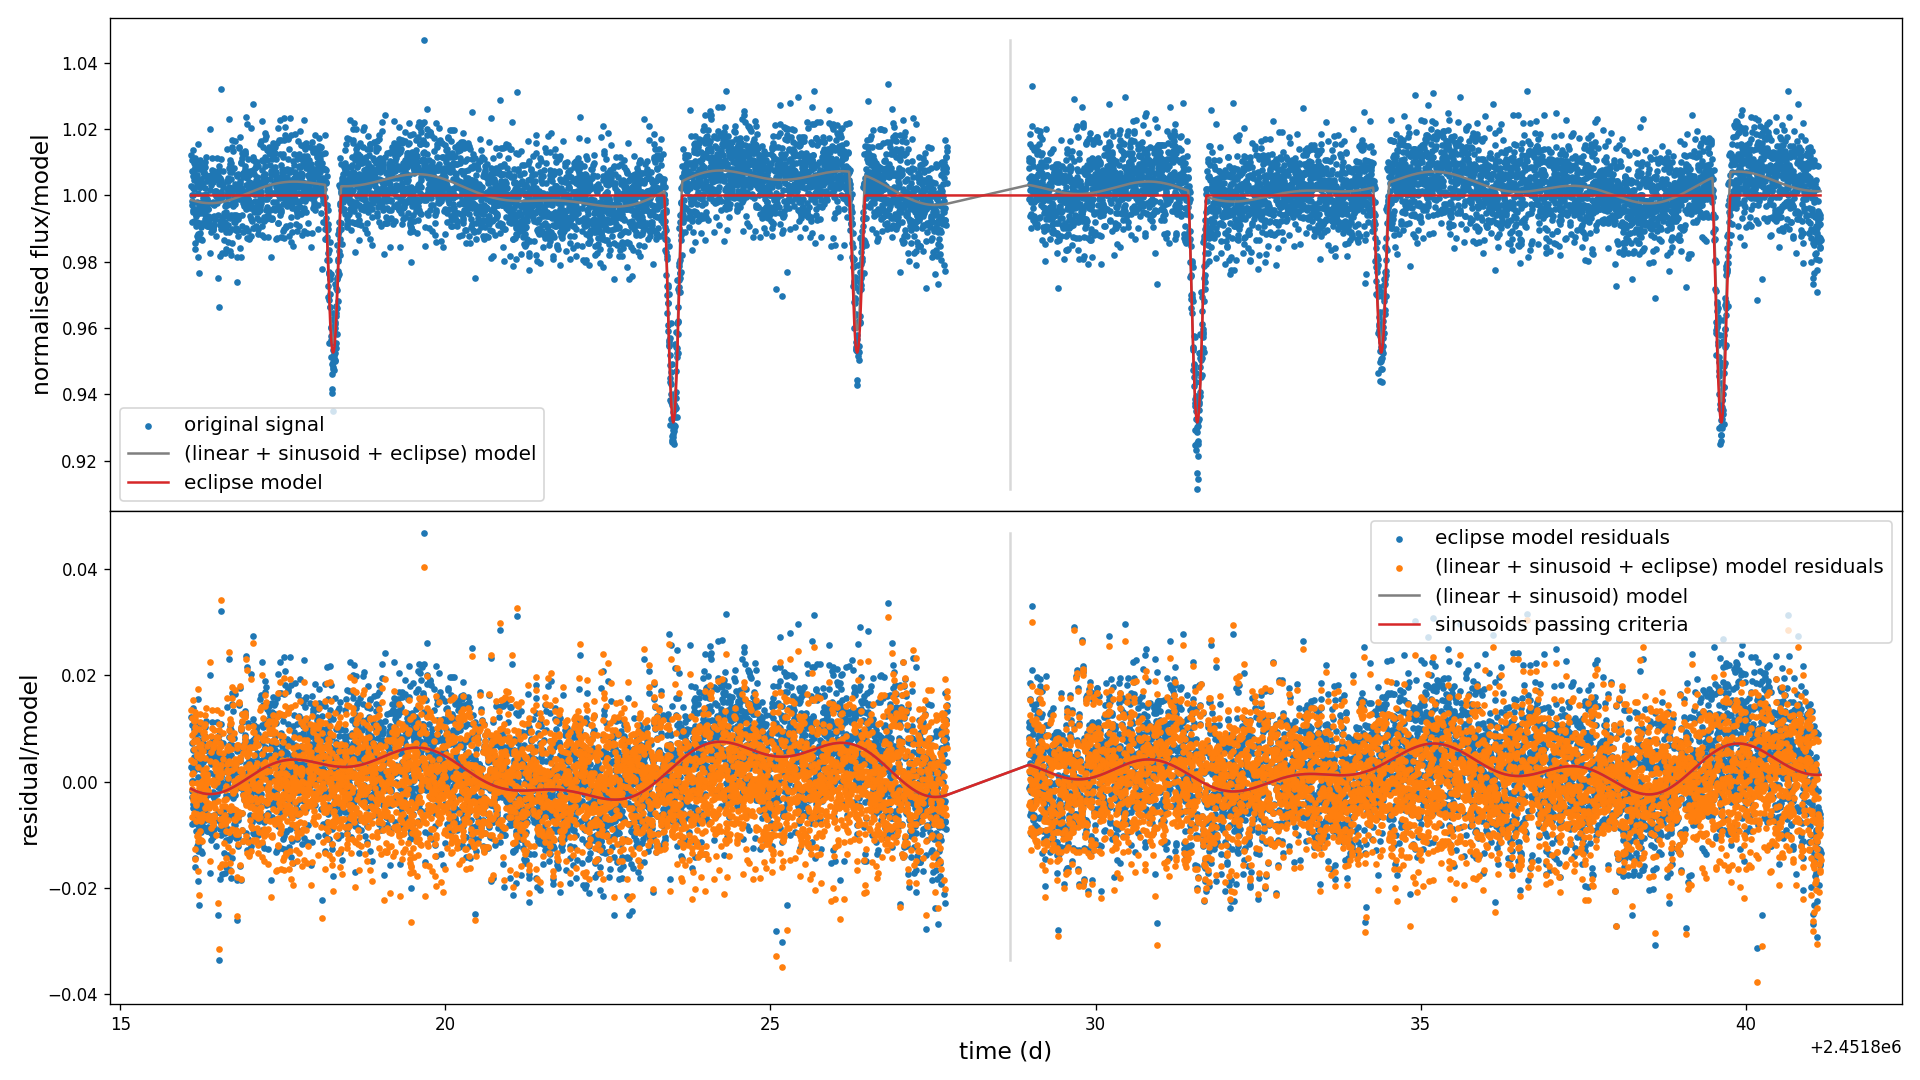 1.04
1.02
1.00
0.98
0.96
0.94
0.92
normalised flux/model
original signal
(linear + sinusoid + eclipse) model
eclipse model
0.04
0.02
0.00
−0.02
−0.04
residual/model
eclipse model residuals
(linear + sinusoid + eclipse) model residuals
(linear + sinusoid) model
sinusoids passing criteria
15 20 25 30 35 40
time (d)
+2.4518e6